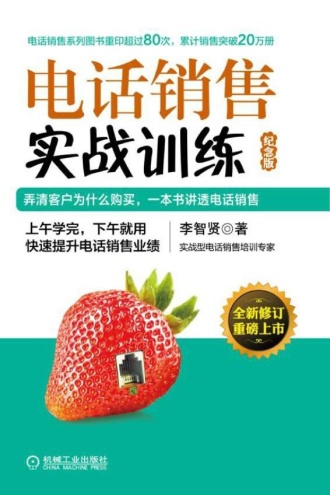 电话销售系列图书重印超过80次，累计销售突破20万册
电话销售
实战训练
纪念版
弄清客户为什么购买，一本书讲透电话销售
上午学完，下午就用
快速提升电话销售业绩
李智贤◎著
实战型电话销售培训专家
全新修订
重磅上市
机械工业出版社
CHINA MACHINE PRESS